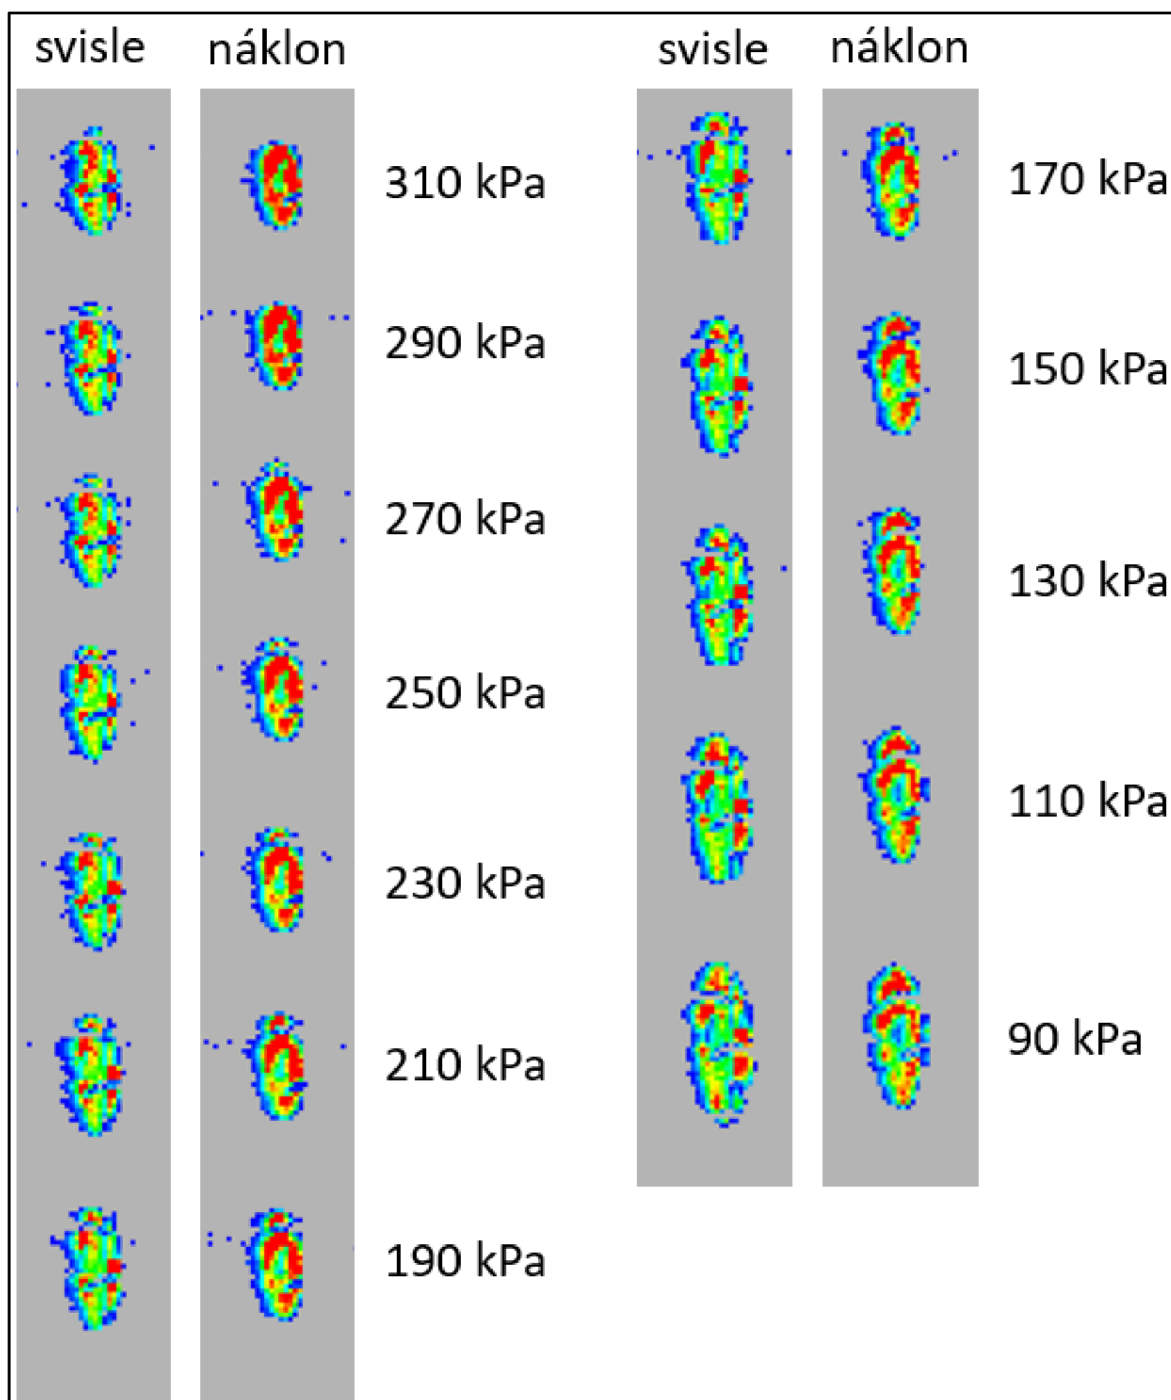 svisle náklon
310 kPa
290 kPa
270 kPa
250 kPa
230 kPa
210 kPa
190 kPa
svisle náklon
170 kPa
150 kPa
130 kPa
110 kPa
90 kPa